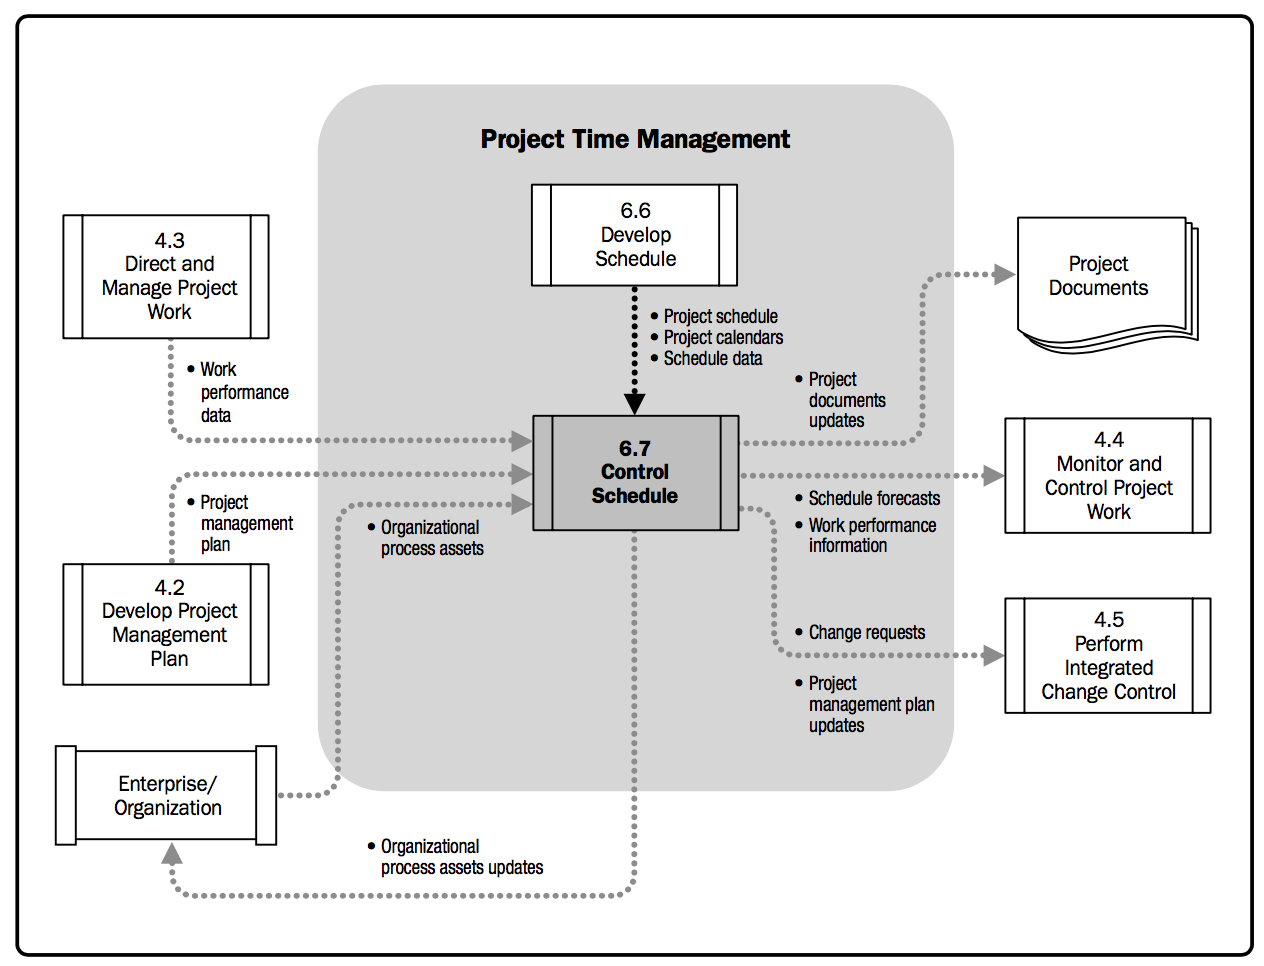 Project Time Management
6.6
Develop
Schedule
4.3
Direct and
Manage Project
Work
Project
Documents
• Project schedule
• Project calendars
• Schedule data
• Work
performance
data
• Project
documents
updates
6.7
Control
Schedule
4.4
Monitor and
Control Project
Work
• Project
management
plan
• Organizational
process assets
• Schedule forecasts
• Work performance
information
4.2
Develop Project
Management
Plan
• Change requests
4.5
Perform
Integrated
Change Control
• Project
management plan
updates
Enterprise/
Organization
• Organizational
process assets updates